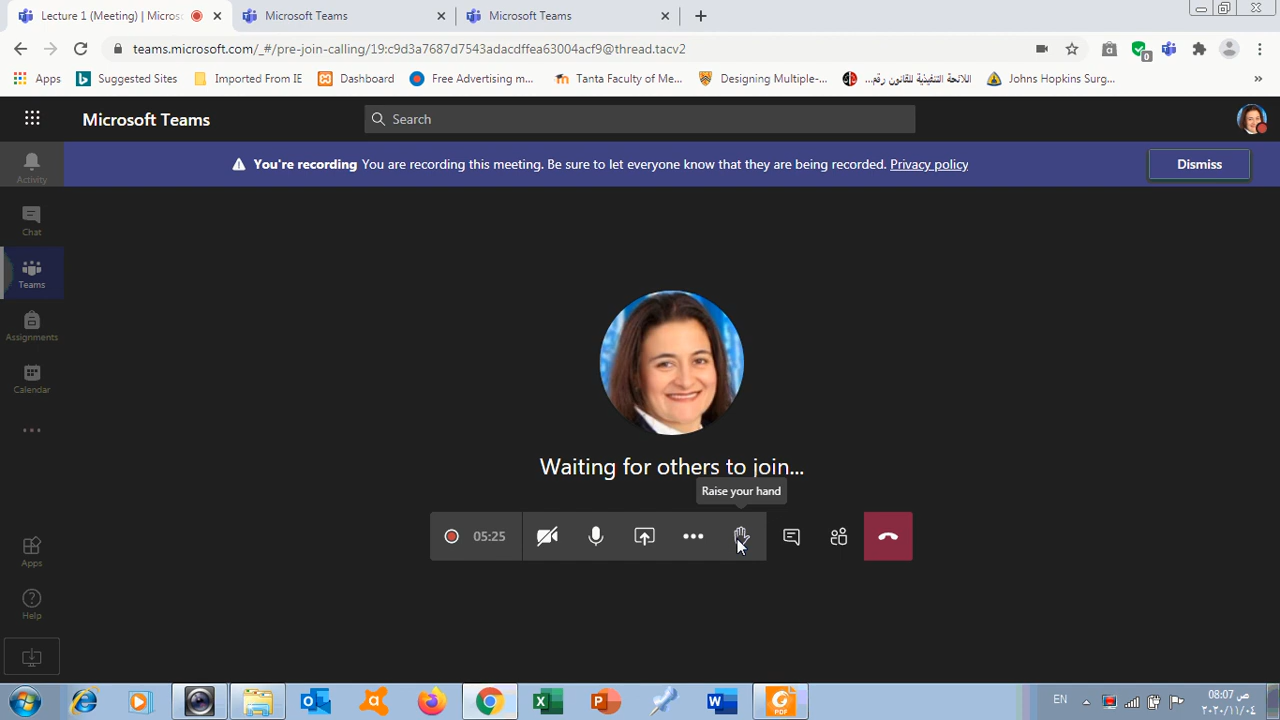 Lecture 1 (Meeting) | Micros
Microsoft Teams
Microsoft Teams
teams.microsoft.com/_#/pre-join-calling/19:c9d3a7687d7543adacdffea63004acf9@thread.tacv2
0
Apps
Suggested Sites
Imported From IE
Dashboard
Free Advertising m...
Tanta Faculty of Me...
Designing Multiple-...
اللائحة التنفيذية للقانون رقم...
Johns Hopkins Surg...
»
Microsoft Teams
Search
Activity
You're recording You are recording this meeting. Be sure to let everyone know that they are being recorded. Privacy policy
Dismiss
Chat
Teams
Assignments
Calendar
Waiting for others to join...
Raise your hand
05:25
Apps
Help
PDF
EN
08:07 ص
٢٠٢٠/١١/٠٤